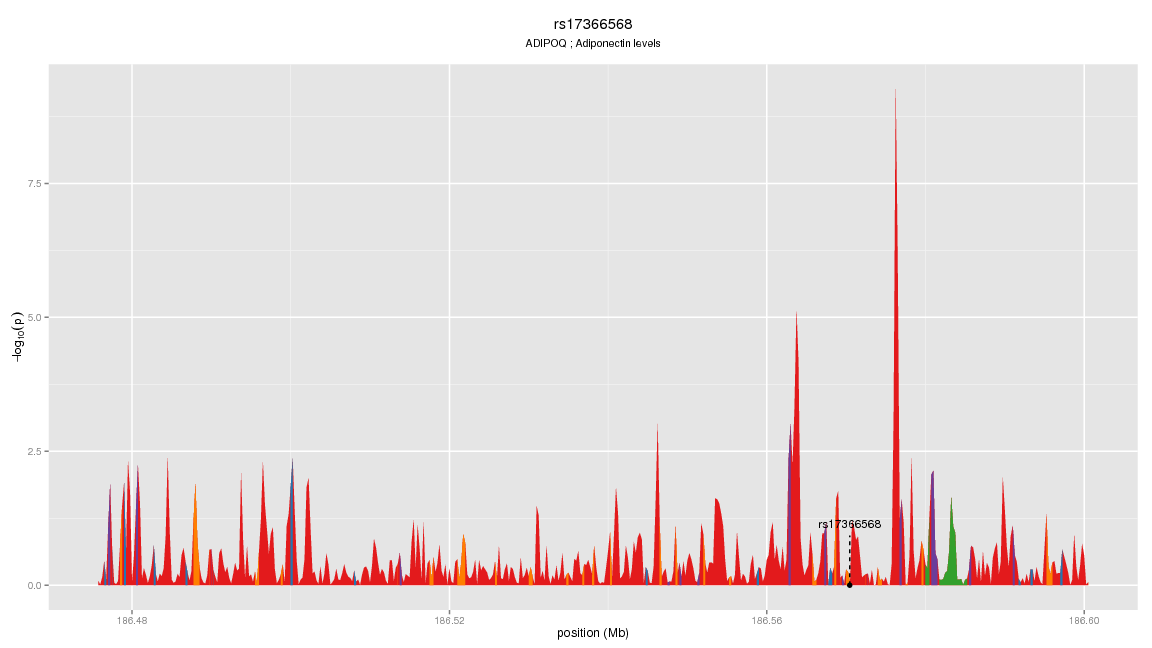 rs17366568
ADIPOQ ; Adiponectin levels
−log10(p)
7.5
5.0
2.5
0.0
rs17366568
186.48
186.52
186.56
186.60
position (Mb)